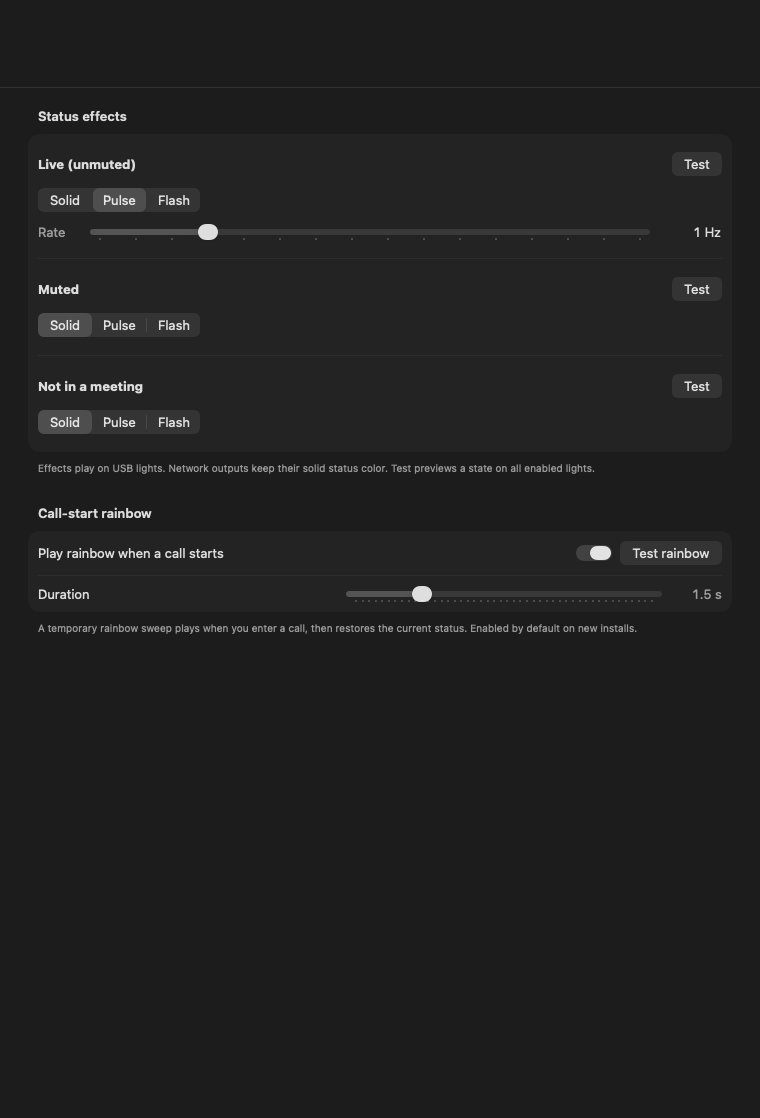 Status effects
Live (unmuted) Test
Solid Pulse Flash
Rate 1 Hz
Muted Test
Solid Pulse Flash
Not in a meeting Test
Solid Pulse Flash
Effects play on USB lights. Network outputs keep their solid status color. Test previews a state on all enabled lights.
Call-start rainbow
Play rainbow when a call starts Test rainbow
Duration 1.5 s
A temporary rainbow sweep plays when you enter a call, then restores the current status. Enabled by default on new installs.